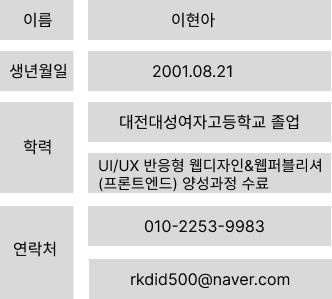 이름
이현아
생년월일
2001.08.21
학력
대전대성여자고등학교 졸업
UI/UX 반응형 웹디자인&웹퍼블리셔
(프론트엔드) 양성과정 수료
연락처
010-2253-9983
rkdid500@naver.com